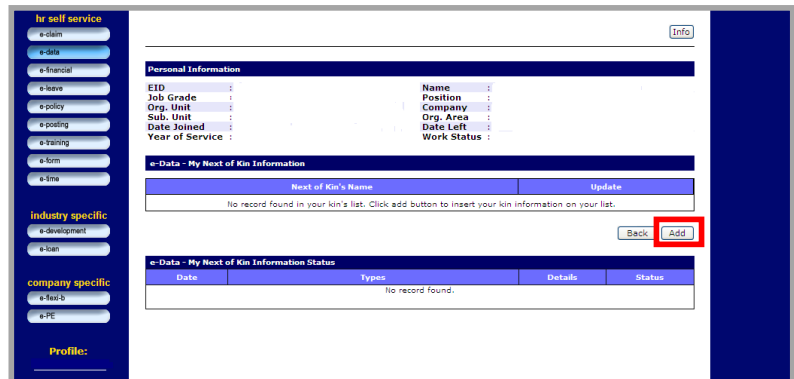 hr self service
e-claim
e-data
e-financial
e-leave
e-policy
e-posting
e-training
e-form
e-time
industry specific
e-development
e-loan
company specific
e-flexi-b
e-PE
Profile:
Info
Personal Information
EID : Name :
Job Grade : Position :
Org. Unit : Company :
Sub. Unit : Org. Area :
Date Joined : Date Left :
Year of Service : Work Status :
e-Data - My Next of Kin Information
Next of Kin's Name Update
No record found in your kin's list. Click add button to insert your kin information on your list.
Back Add
e-Data - My Next of Kin Information Status
Date Types Details Status
No record found.